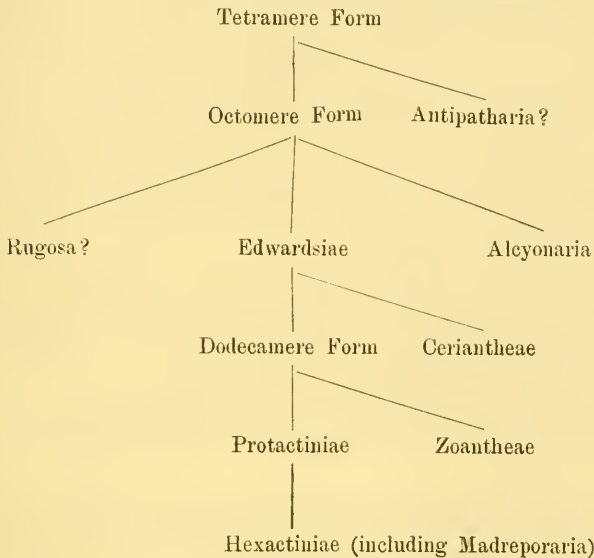 Tetramere Form
Octomere Form Antipatharia?
Rugosa? Edwardsiae Alcyonaria
Dodecamere Form Ceriantheae
Protactiniae Zoantheae
Hexactiniae (including Madreporaria)